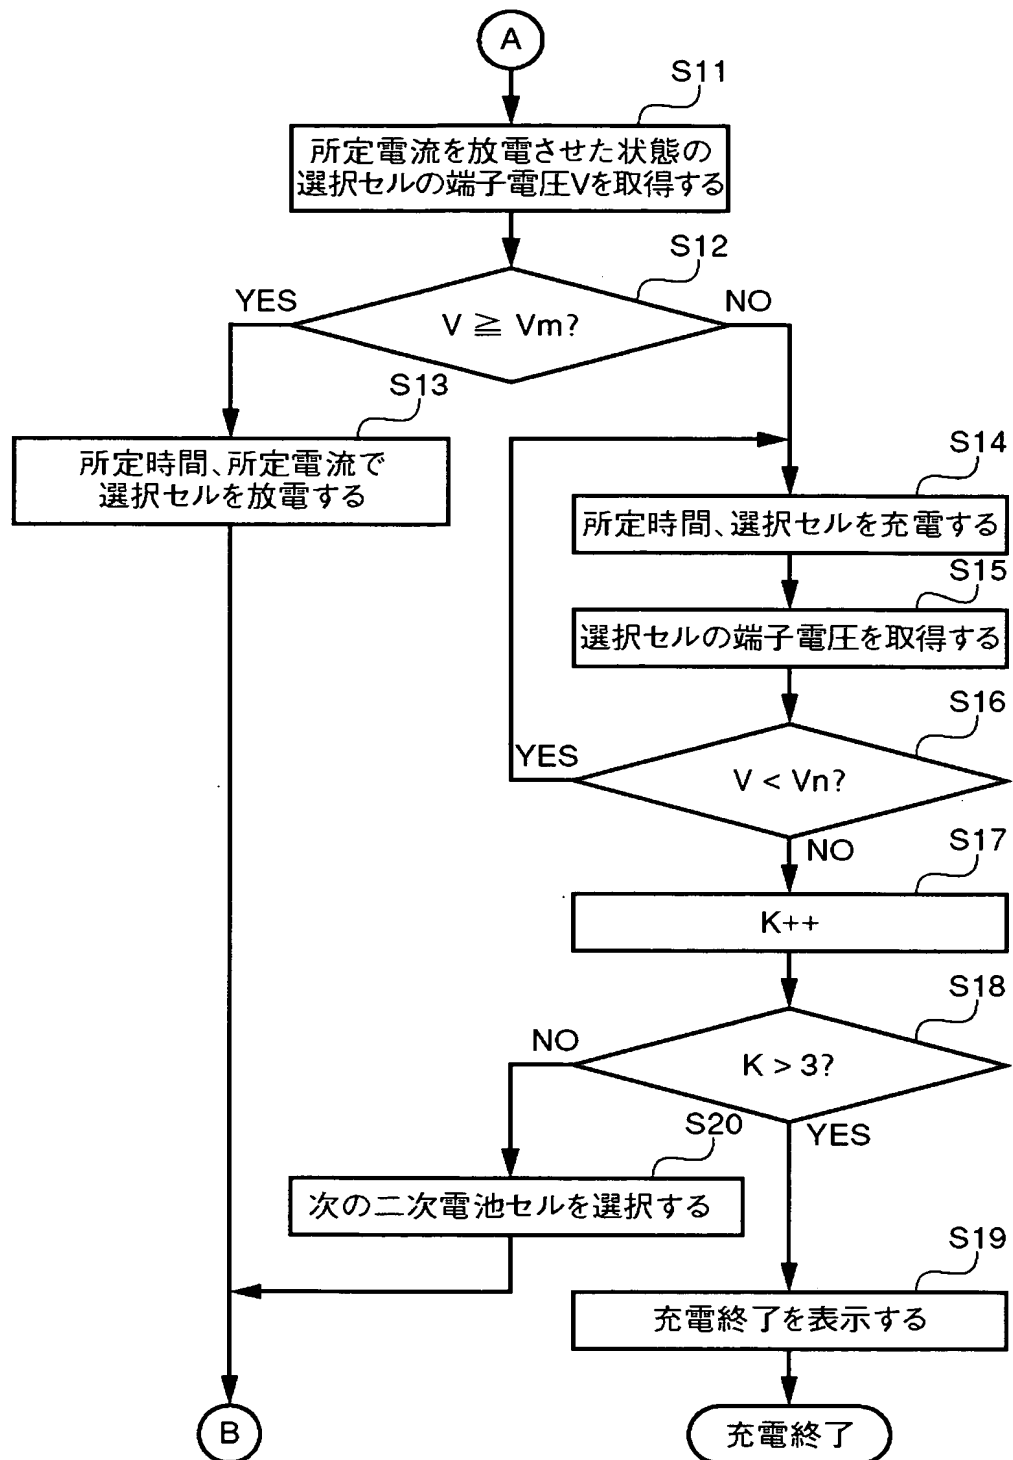 A
S11
所定電流を放電させた状態の
選択セルの端子電圧Vを取得する
S12
YES
NO
V ≧ Vm?
S13
所定時間、所定電流で
選択セルを放電する
S14
所定時間、選択セルを充電する
S15
選択セルの端子電圧を取得する
S16
YES
V < Vn?
NO
S17
K++
S18
NO
K > 3?
YES
S20
次の二次電池セルを選択する
S19
充電終了を表示する
B
充電終了